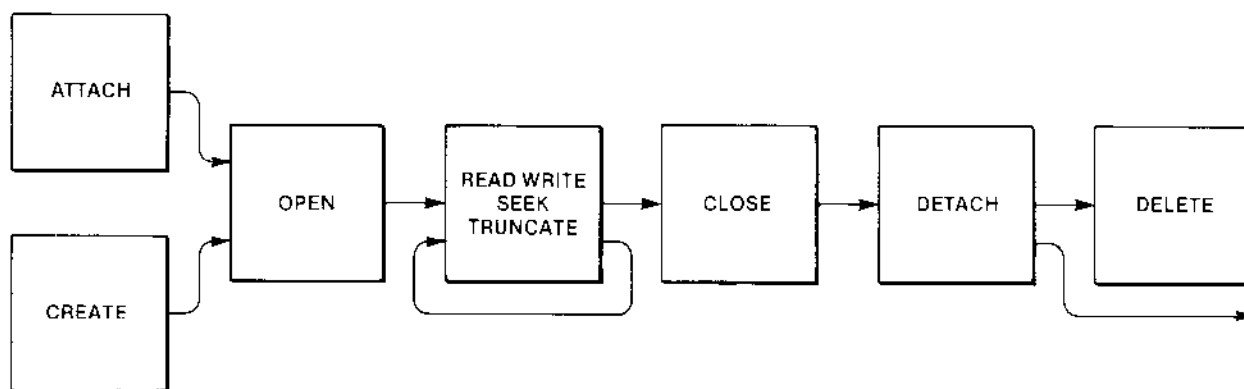 ATTACH
CREATE
OPEN
READ WRITE
SEEK
TRUNCATE
CLOSE
DETACH
DELETE